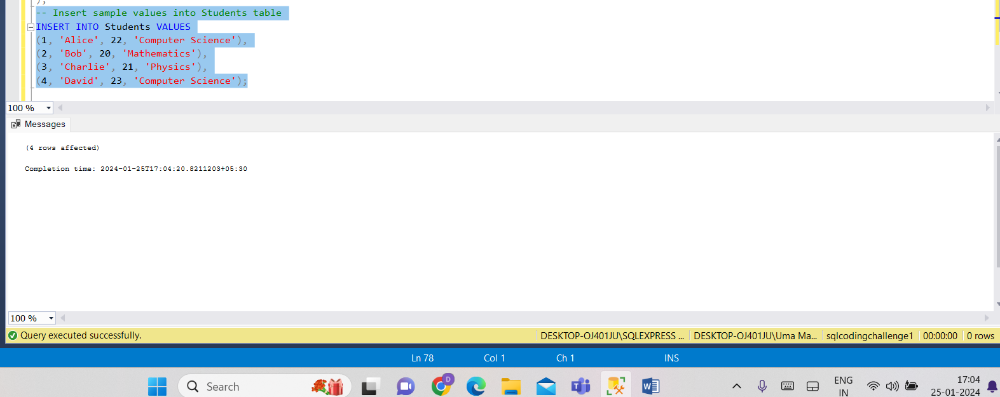 );
-- Insert sample values into Students table
INSERT INTO Students VALUES
(1, 'Alice', 22, 'Computer Science'),
(2, 'Bob', 20, 'Mathematics'),
(3, 'Charlie', 21, 'Physics'),
(4, 'David', 23, 'Computer Science');
100 %
Messages
(4 rows affected)
Completion time: 2024-01-25T17:04:20.8211203+05:30
100 %
Query executed successfully.
DESKTOP-OJ401JU\SQLEXPRESS ...
DESKTOP-OJ401JU\Uma Ma...
sqlcodingchallenge1
00:00:00
0 rows
Ln 78
Col 1
Ch 1
INS
Search
D
T
W
ENG
IN
17:04
25-01-2024